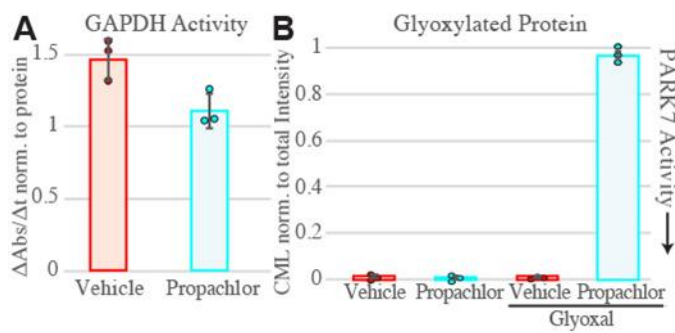 A
GAPDH Activity
ΔAbs/Δt norm. to protein
1.5
1
0.5
0
Vehicle
Propachlor
B
Glyoxylated Protein
CML norm. to total Intensity
1
0.8
0.6
0.4
0.2
0
Vehicle
Propachlor
Vehicle
Propachlor
Glyoxal
PARK7 Activity